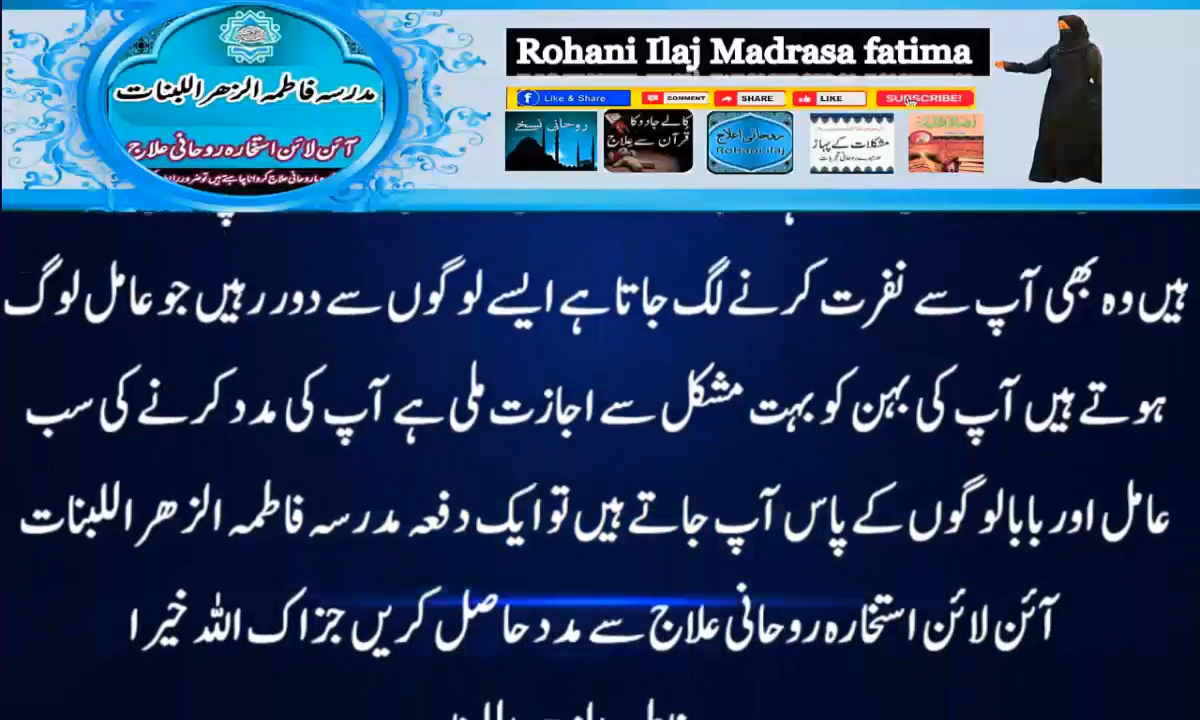 مدرسہ فاطمہ الزھراللبنات
آئن لائن استخارہ روحانی علاج
Rohani Ilaj Madrasa fatima
Like & Share
COMMENT
SHARE
LIKE
SUBSCRIBE!
روحانی نسخے
کالے جادو کا
قرآن سے علاج
روحانی علاج
Rohani ilaj
مشکلات کے پہاڑ
ہیں وہ بھی آپ سے نفرت کرنے لگ جاتا ہے ایسے لوگوں سے دور رہیں جو عامل لوگ
ہوتے ہیں آپ کی بہن کو بہت مشکل سے اجازت ملی ہے آپ کی مدد کرنے کی سب
عامل اور بابا لوگوں کے پاس آپ جاتے ہیں تو ایک دفعہ مدرسہ فاطمہ الزھراللبنات
آئن لائن استخارہ روحانی علاج سے مدد حاصل کریں جزاک اللہ خیرا